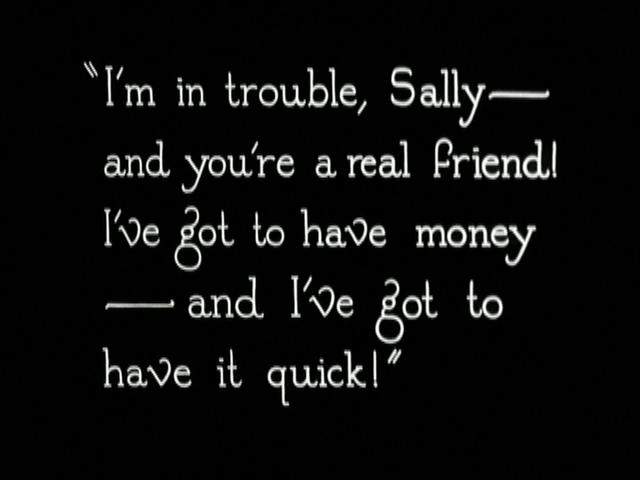 "I'm in trouble, Sally—
and you're a real friend!
I've got to have money
— and I've got to
have it quick!"